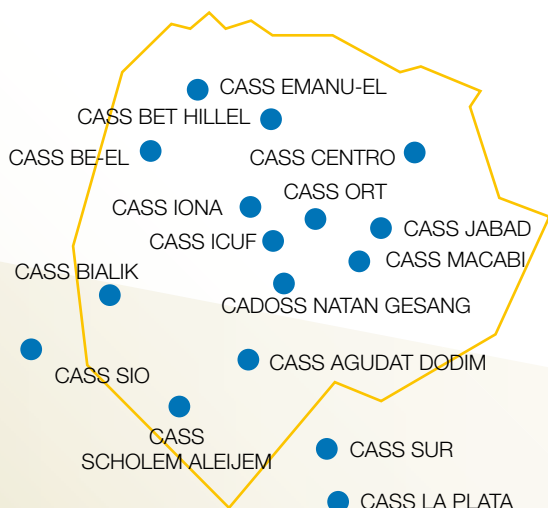 CASS EMANU-EL
CASS BET HILLEL
CASS BE-EL
CASS CENTRO
CASS ORT
CASS IONA
CASS JABAD
CASS ICUF
CASS MACABI
CASS BIALIK
CADOSS NATAN GESANG
CASS SIO
CASS AGUDAT DODIM
CASS
SCHOLEM ALEIJEM
CASS SUR
CASS LA PLATA